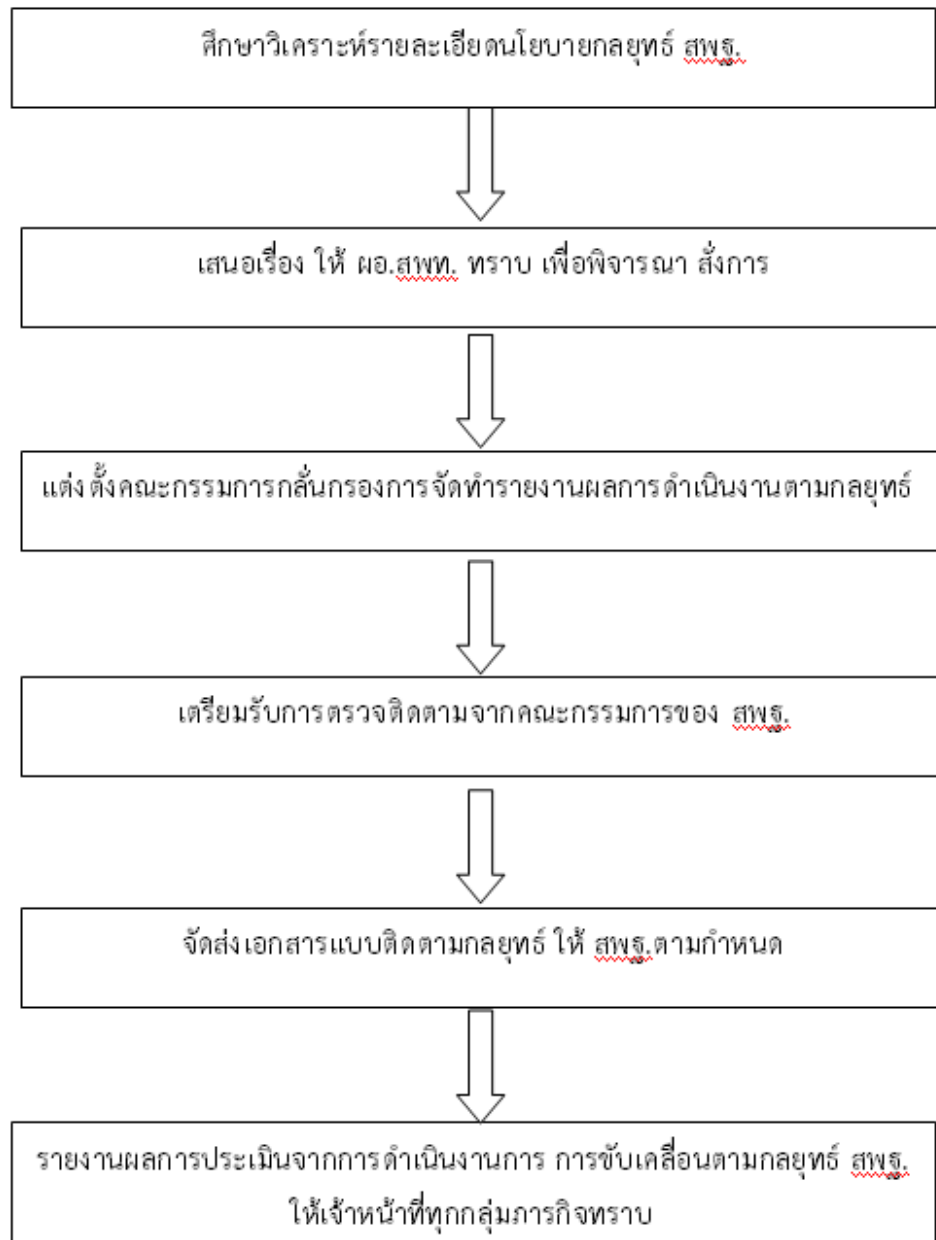 ศึกษาวิเคราะห์รายละเอียดนโยบายกลยุทธ์ สพฐ.
เสนอเรื่อง ให้ ผอ.สพท. ทราบ เพื่อพิจารณา สั่งการ
แต่งตั้งคณะกรรมการกลั่นกรองการจัดทำรายงานผลการดำเนินงานตามกลยุทธ์
เตรียมรับการตรวจติดตามจากคณะกรรมการของ สพฐ.
จัดส่งเอกสารแบบติดตามกลยุทธ์ ให้ สพฐ.ตามกำหนด
รายงานผลการประเมินจากการดำเนินงานการ การขับเคลื่อนตามกลยุทธ์ สพฐ.
ให้เจ้าหน้าที่ทุกกลุ่มภารกิจทราบ